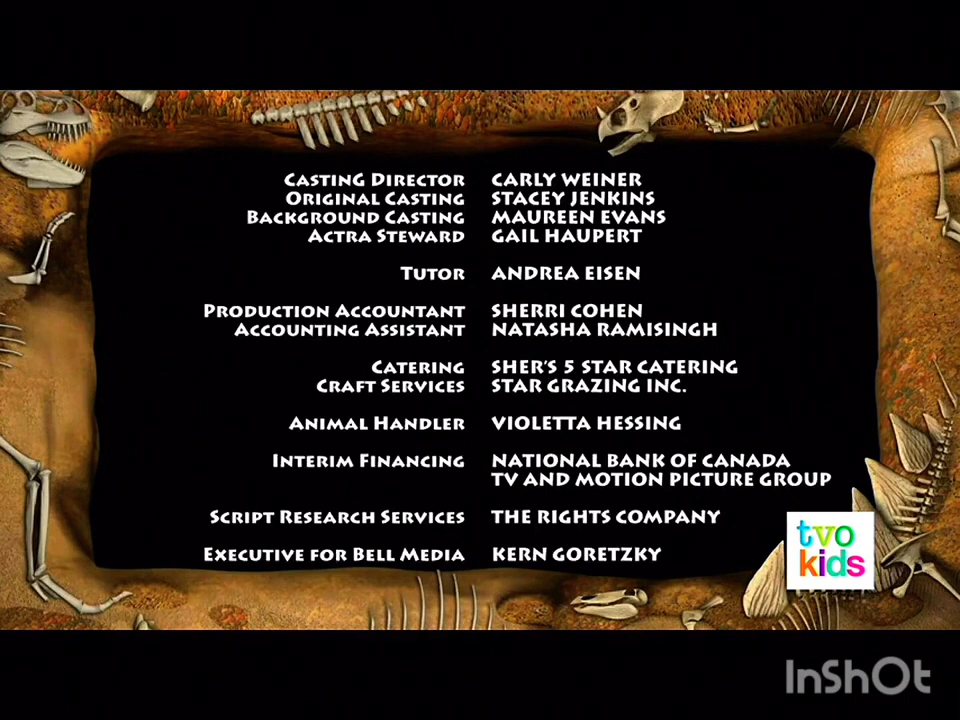 Casting Director CARLY WEINER
Original Casting STACEY JENKINS
Background Casting MAUREEN EVANS
Actra Steward GAIL HAUPERT
Tutor ANDREA EISEN
Production Accountant SHERRI COHEN
Accounting Assistant NATASHA RAMISINGH
Catering SHER'S 5 STAR CATERING
Craft Services STAR GRAZING INC.
Animal Handler VIOLETTA HESSING
Interim Financing NATIONAL BANK OF CANADA
TV AND MOTION PICTURE GROUP
Script Research Services THE RIGHTS COMPANY
Executive for Bell Media KERN GORETZKY
tvo
kids
InShOt